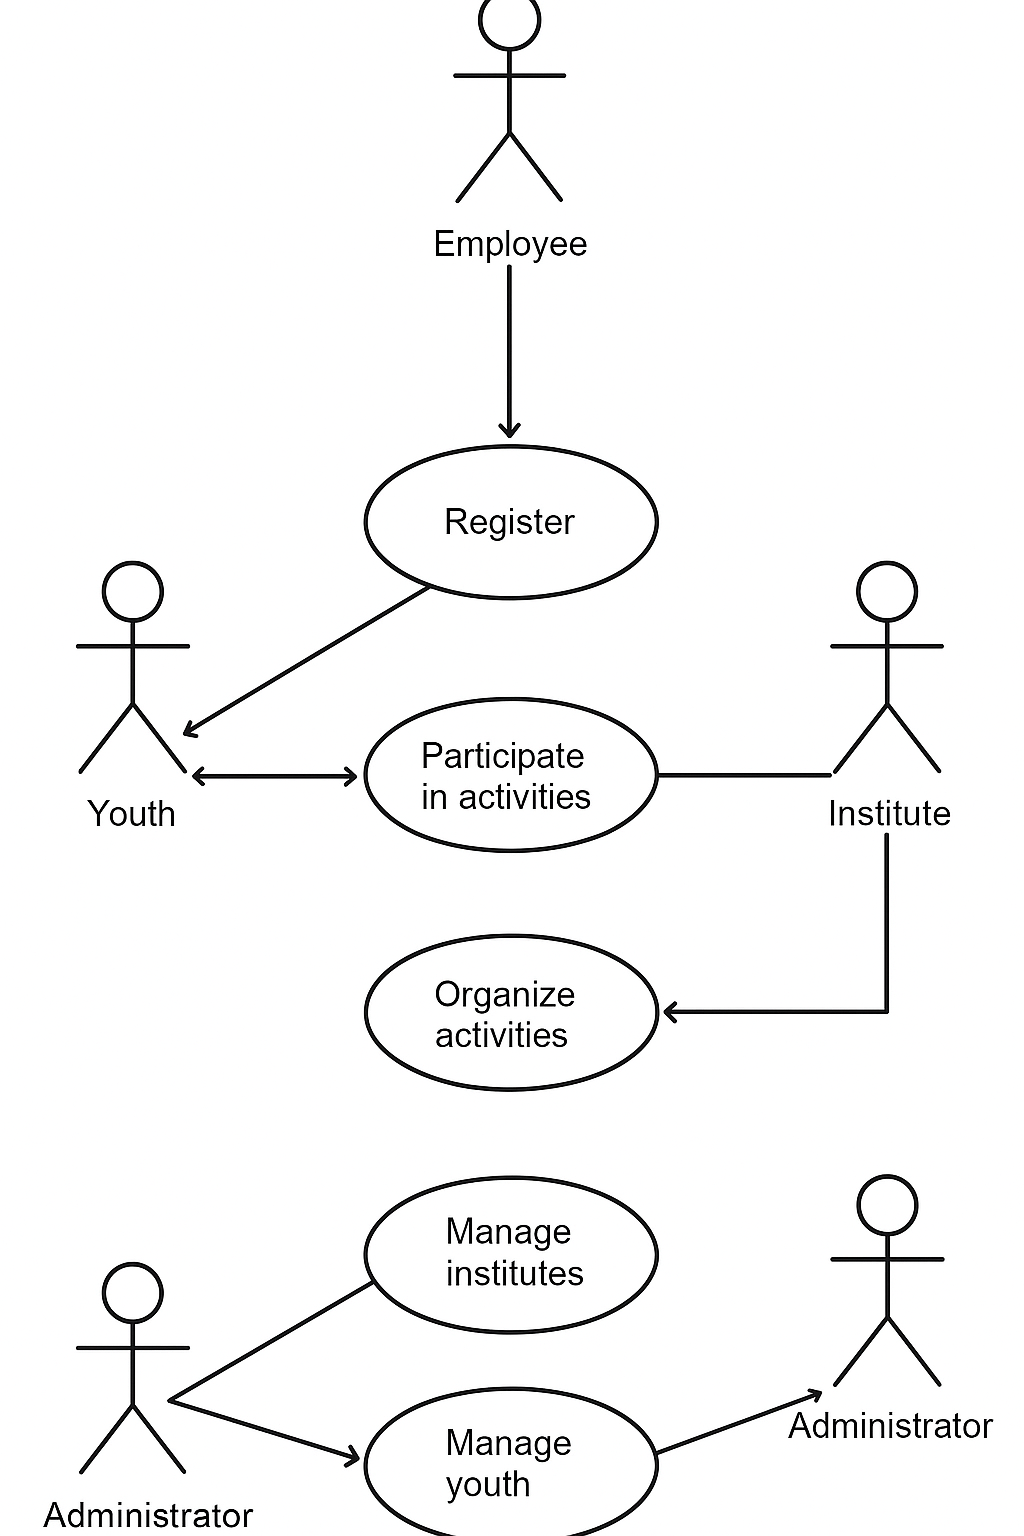 Employee
Register
Participate
in activities
Youth
Institute
Organize
activities
Manage
institutes
Administrator
Manage
youth
Administrator